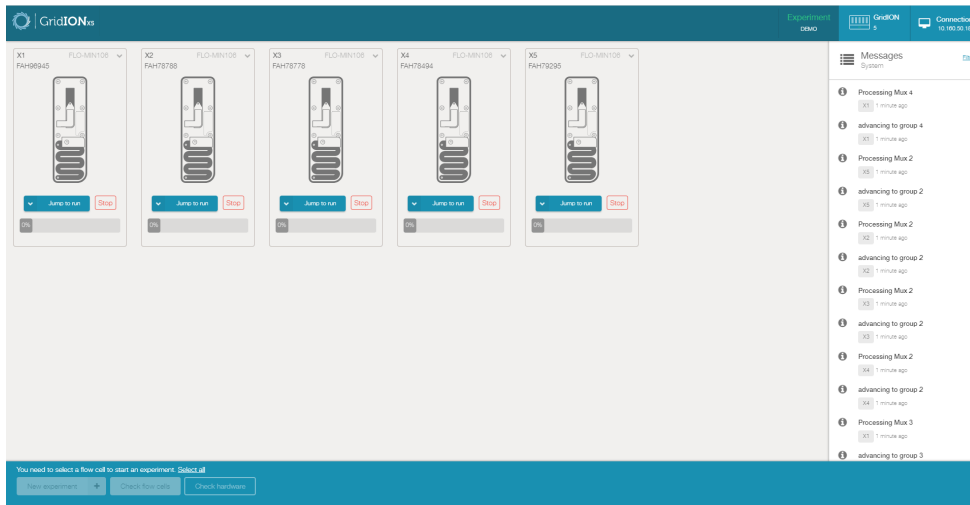 GridIONx5
Experiment
DEMO
GridION
5
Connection
X1 FLO-MIN106
FAH96945
Jump to run Stop
0%
X2 FLO-MIN106
FAH78788
Jump to run Stop
0%
X3 FLO-MIN106
FAH78778
Jump to run Stop
0%
X4 FLO-MIN106
FAH78494
Jump to run Stop
0%
X5 FLO-MIN106
FAH79295
Jump to run Stop
0%
Messages
System
Processing Mux 4
X1 1 minute ago
advancing to group 4
X1 1 minute ago
Processing Mux 2
X5 1 minute ago
advancing to group 2
X5 1 minute ago
Processing Mux 2
X2 1 minute ago
advancing to group 2
X2 1 minute ago
Processing Mux 2
X3 1 minute ago
advancing to group 2
X3 1 minute ago
Processing Mux 2
X4 1 minute ago
advancing to group 2
X4 1 minute ago
Processing Mux 3
X1 1 minute ago
advancing to group 3
You need to select a flow cell to start an experiment. Select all
New experiment + Check flow cells Check hardware